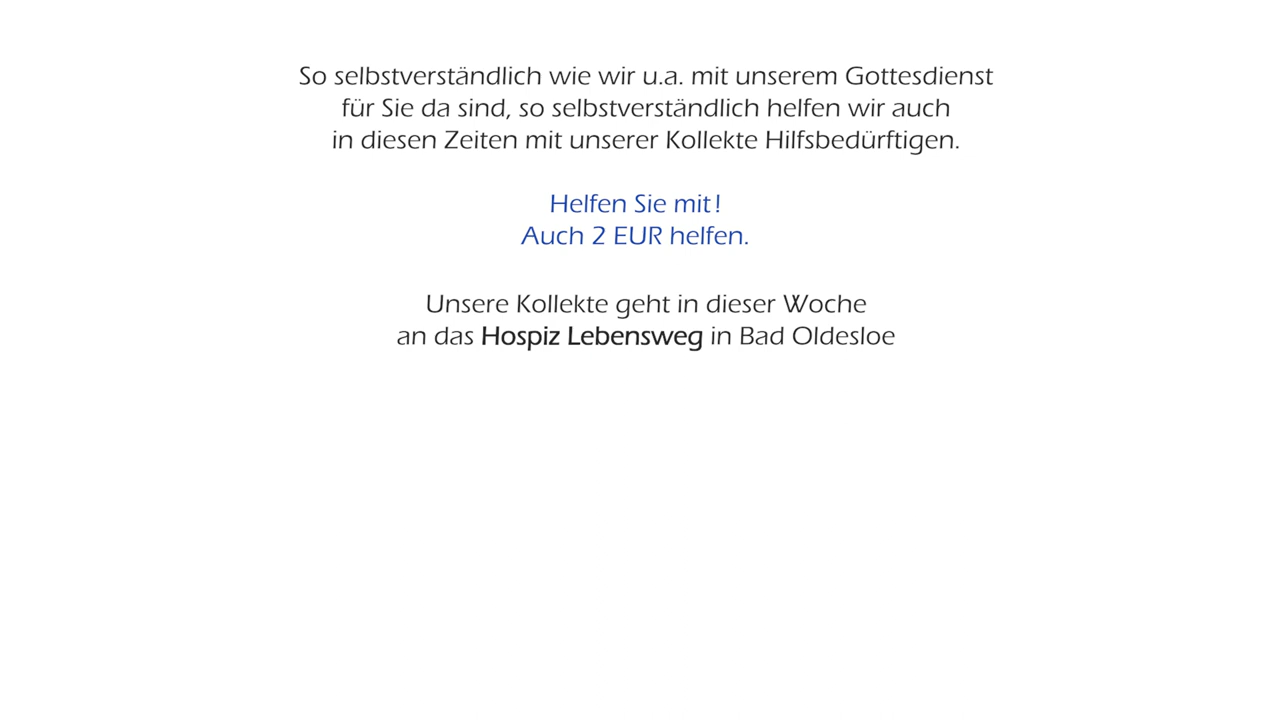 So selbstverständlich wie wir u.a. mit unserem Gottesdienst
für Sie da sind, so selbstverständlich helfen wir auch
in diesen Zeiten mit unserer Kollekte Hilfsbedürftigen.
Helfen Sie mit!
Auch 2 EUR helfen.
Unsere Kollekte geht in dieser Woche
an das Hospiz Lebensweg in Bad Oldesloe